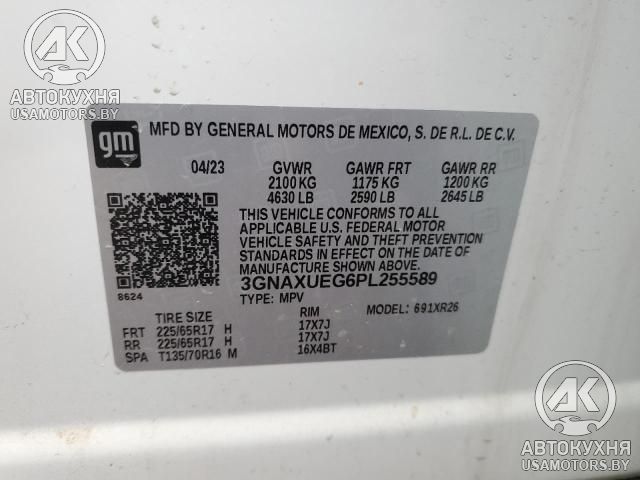 АК
АВТОКУХНЯ
USAMOTORS.BY
gm
MFD BY GENERAL MOTORS DE MEXICO, S. DE R.L. DE C.V.
04/23 GVWR GAWR FRT GAWR RR
2100 KG 1175 KG 1200 KG
4630 LB 2590 LB 2645 LB
THIS VEHICLE CONFORMS TO ALL
APPLICABLE U.S. FEDERAL MOTOR
VEHICLE SAFETY AND THEFT PREVENTION
STANDARDS IN EFFECT ON THE DATE OF
MANUFACTURE SHOWN ABOVE.
3GNAXUEG6PL255589
8624 TYPE: MPV MODEL: 691XR26
TIRE SIZE RIM
FRT 225/65R17 H 17X7J
RR 225/65R17 H 17X7J
SPA T135/70R16 M 16X4BT
АК
АВТОКУХНЯ
USAMOTORS.BY